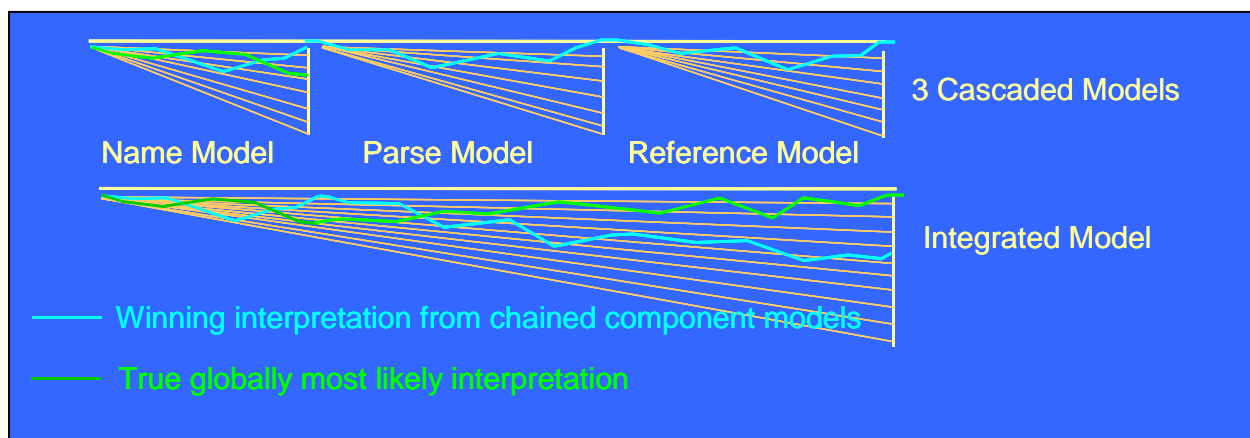 3 Cascaded Models
Name Model Parse Model Reference Model
Integrated Model
Winning interpretation from chained component models
True globally most likely interpretation